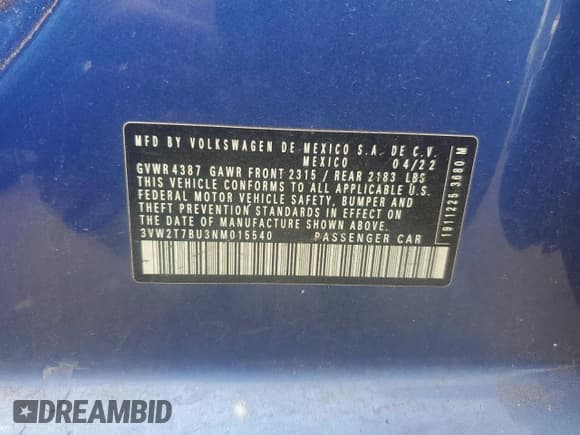 MFD BY VOLKSWAGEN DE MEXICO S.A. DE C.V.
MEXICO 04/22
GVWR 4387 GAWR FRONT 2315 / REAR 2183 LBS
THIS VEHICLE CONFORMS TO ALL APPLICABLE U.S.
FEDERAL MOTOR VEHICLE SAFETY, BUMPER AND
THEFT PREVENTION STANDARDS IN EFFECT ON THE
DATE OF MANUFACTURE SHOWN ABOVE.
3VW2T7BU3NM015540 PASSENGER CAR
1911225 3680 M
DREAMBID